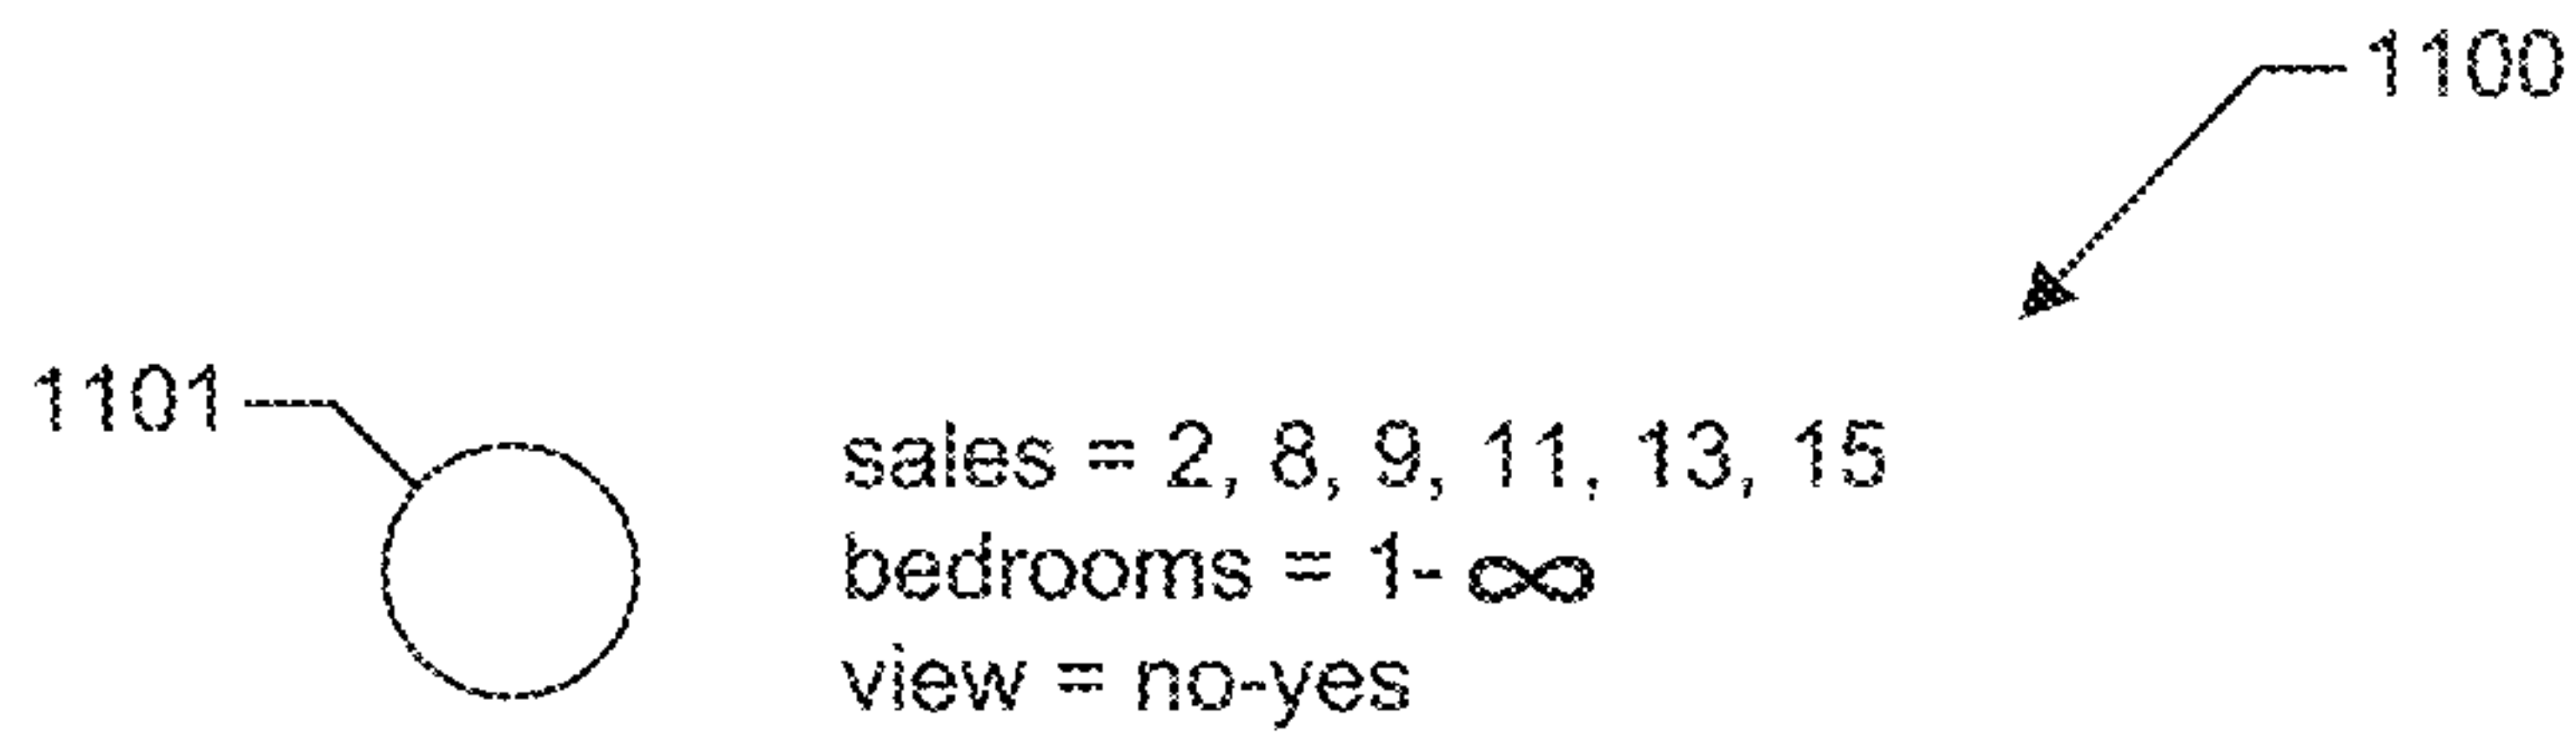 1100
1101
sales = 2, 8, 9, 11, 13, 15
bedrooms = 1- ∞
view = no-yes